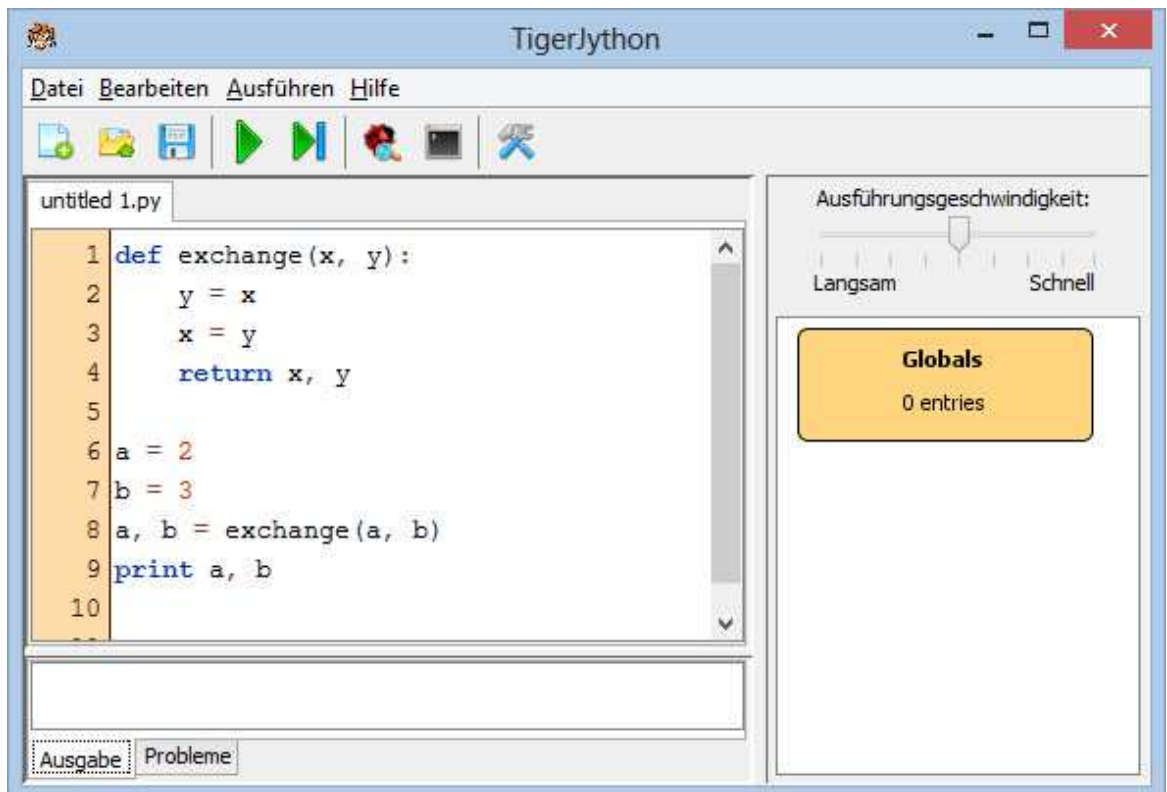 TigerJython
Datei Bearbeiten Ausführen Hilfe
untitled 1.py
1 def exchange(x, y):
2     y = x
3     x = y
4     return x, y
5
6 a = 2
7 b = 3
8 a, b = exchange(a, b)
9 print a, b
10
Ausgabe Probleme
Ausführungsgeschwindigkeit:
Langsam Schnell
Globals
0 entries